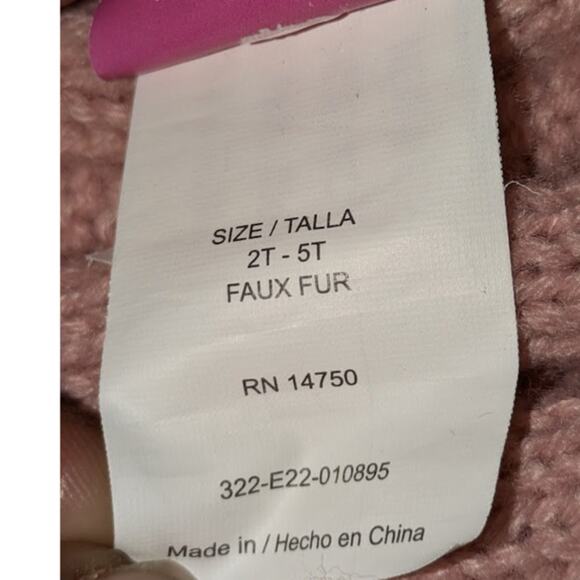 SIZE / TALLA
2T - 5T
FAUX FUR
RN 14750
322-E22-010895
Made in / Hecho en China